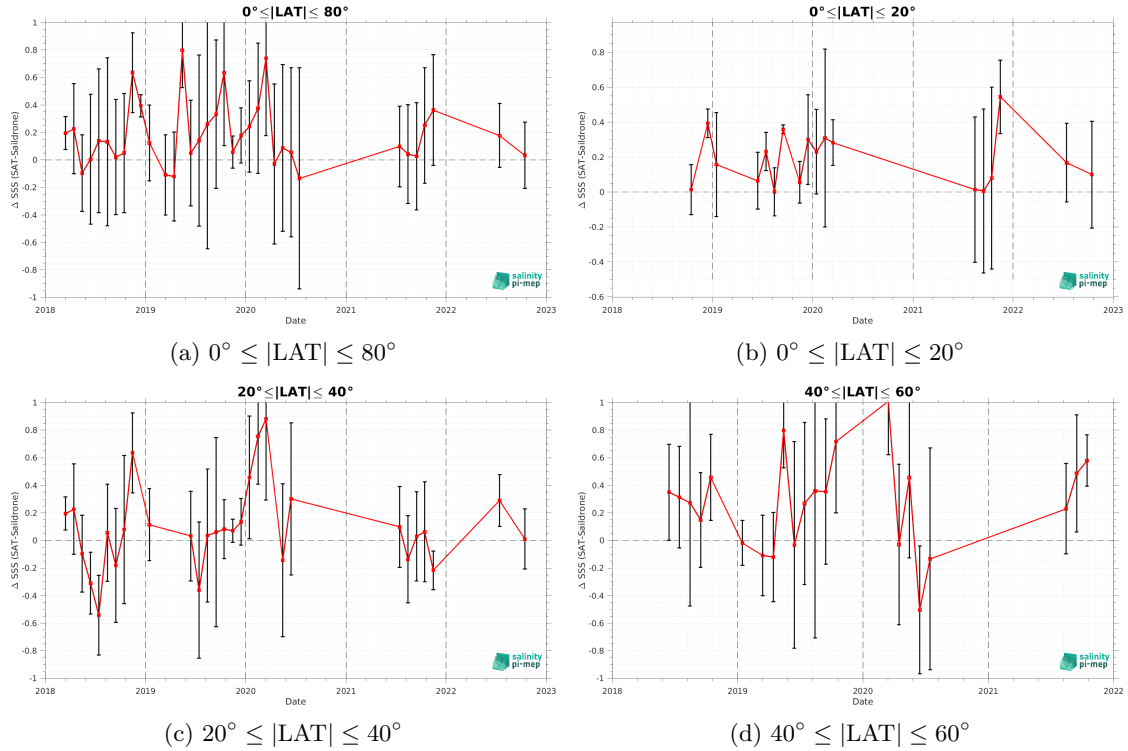 0°≤|LAT|≤ 80°
Δ SSS (SAT-Saildrone)
1
0.8
0.6
0.4
0.2
0
-0.2
-0.4
-0.6
-0.8
-1
salinity
pi-mep
2018 2019 2020 2021 2022 2023
Date
(a) 0° ≤ |LAT| ≤ 80°
0°≤|LAT|≤ 20°
Δ SSS (SAT-Saildrone)
0.8
0.6
0.4
0.2
0
-0.2
-0.4
-0.6
salinity
pi-mep
2018 2019 2020 2021 2022 2023
Date
(b) 0° ≤ |LAT| ≤ 20°
20°≤|LAT|≤ 40°
Δ SSS (SAT-Saildrone)
1
0.8
0.6
0.4
0.2
0
-0.2
-0.4
-0.6
-0.8
-1
salinity
pi-mep
2018 2019 2020 2021 2022 2023
Date
(c) 20° ≤ |LAT| ≤ 40°
40°≤|LAT|≤ 60°
Δ SSS (SAT-Saildrone)
1
0.8
0.6
0.4
0.2
0
-0.2
-0.4
-0.6
-0.8
-1
salinity
pi-mep
2018 2019 2020 2021 2022
Date
(d) 40° ≤ |LAT| ≤ 60°